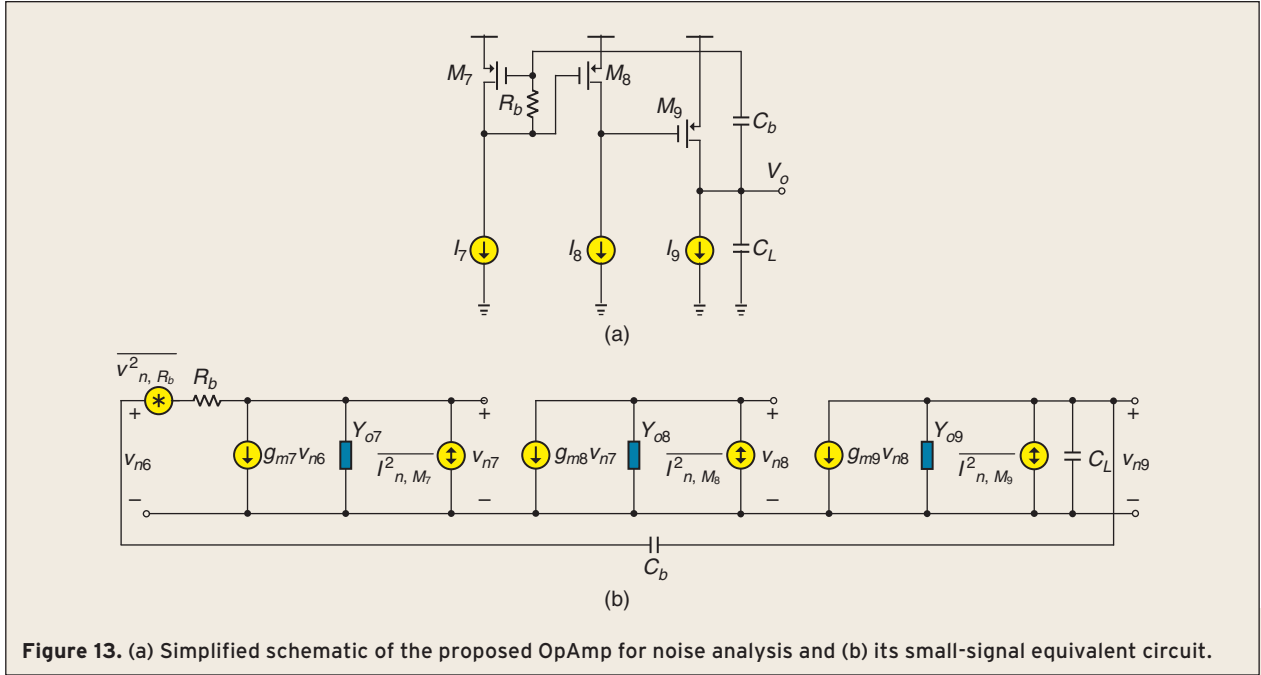 M7
M8
Rb
M9
Cb
Vo
I7
I8
I9
CL
(a)
v²n, Rb
Rb
+
*
vn6
−
gm7vn6
Yo7
I²n, M7
+
vn7
−
gm8vn7
Yo8
I²n, M8
+
vn8
−
gm9vn8
Yo9
I²n, M9
CL
+
vn9
−
Cb
(b)
Figure 13. (a) Simplified schematic of the proposed OpAmp for noise analysis and (b) its small-signal equivalent circuit.